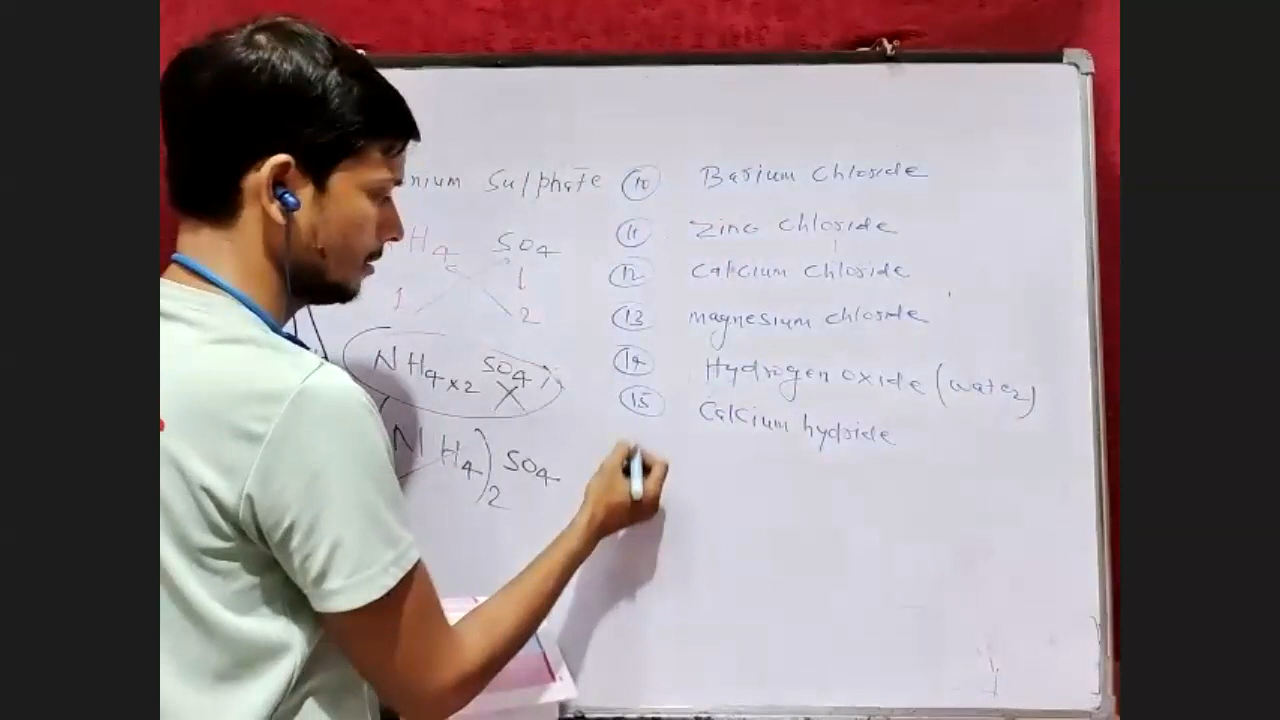 nium Sulphate
NH4 SO4
1 1
2
NH4×2 SO4
(NH4)2 SO4
10 Barium Chloride
11 Zinc Chloride
12 Calcium Chloride
13 Magnesium Chloride
14 Hydrogen oxide (water)
15 Calcium hydride